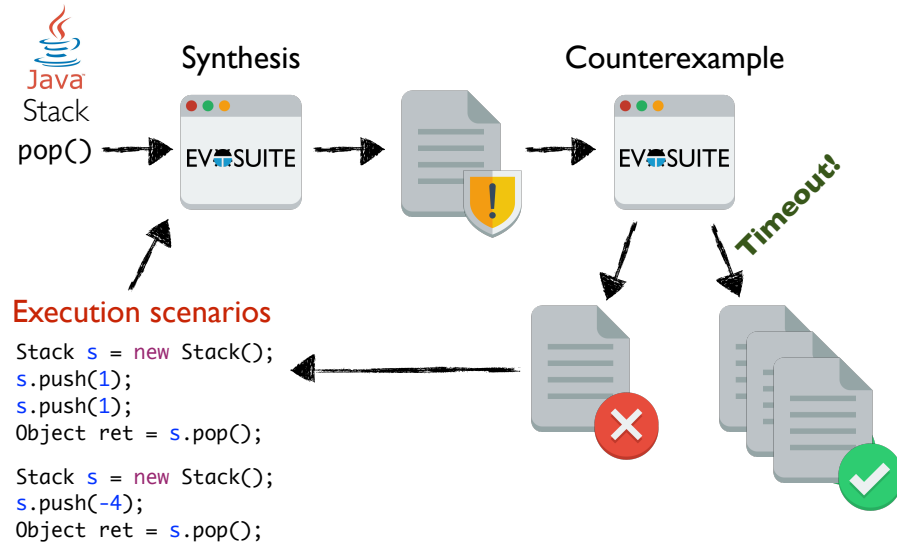 Java
Stack
pop()
Synthesis
EVOSUITE
Counterexample
EVOSUITE
Timeout!
Execution scenarios
Stack s = new Stack();
s.push(1);
s.push(1);
Object ret = s.pop();
Stack s = new Stack();
s.push(-4);
Object ret = s.pop();